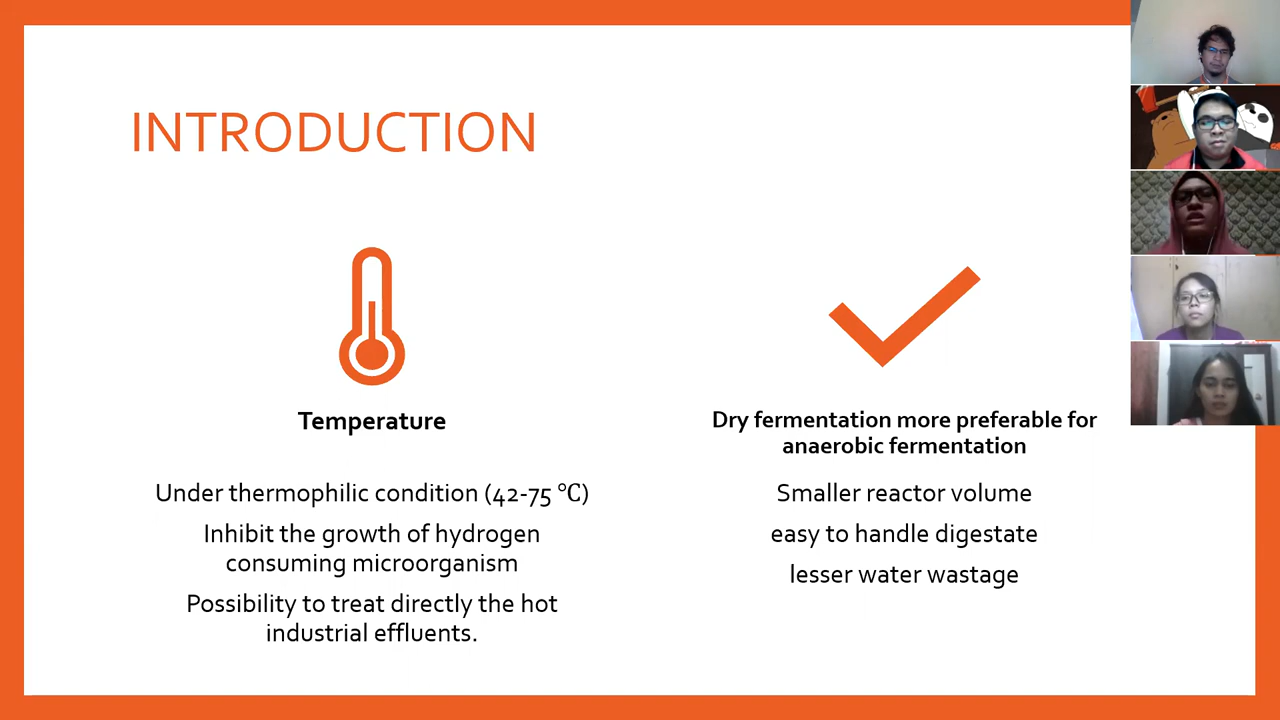 INTRODUCTION
Temperature
Under thermophilic condition (42-75 ℃)
Inhibit the growth of hydrogen
consuming microorganism
Possibility to treat directly the hot
industrial effluents.
Dry fermentation more preferable for
anaerobic fermentation
Smaller reactor volume
easy to handle digestate
lesser water wastage